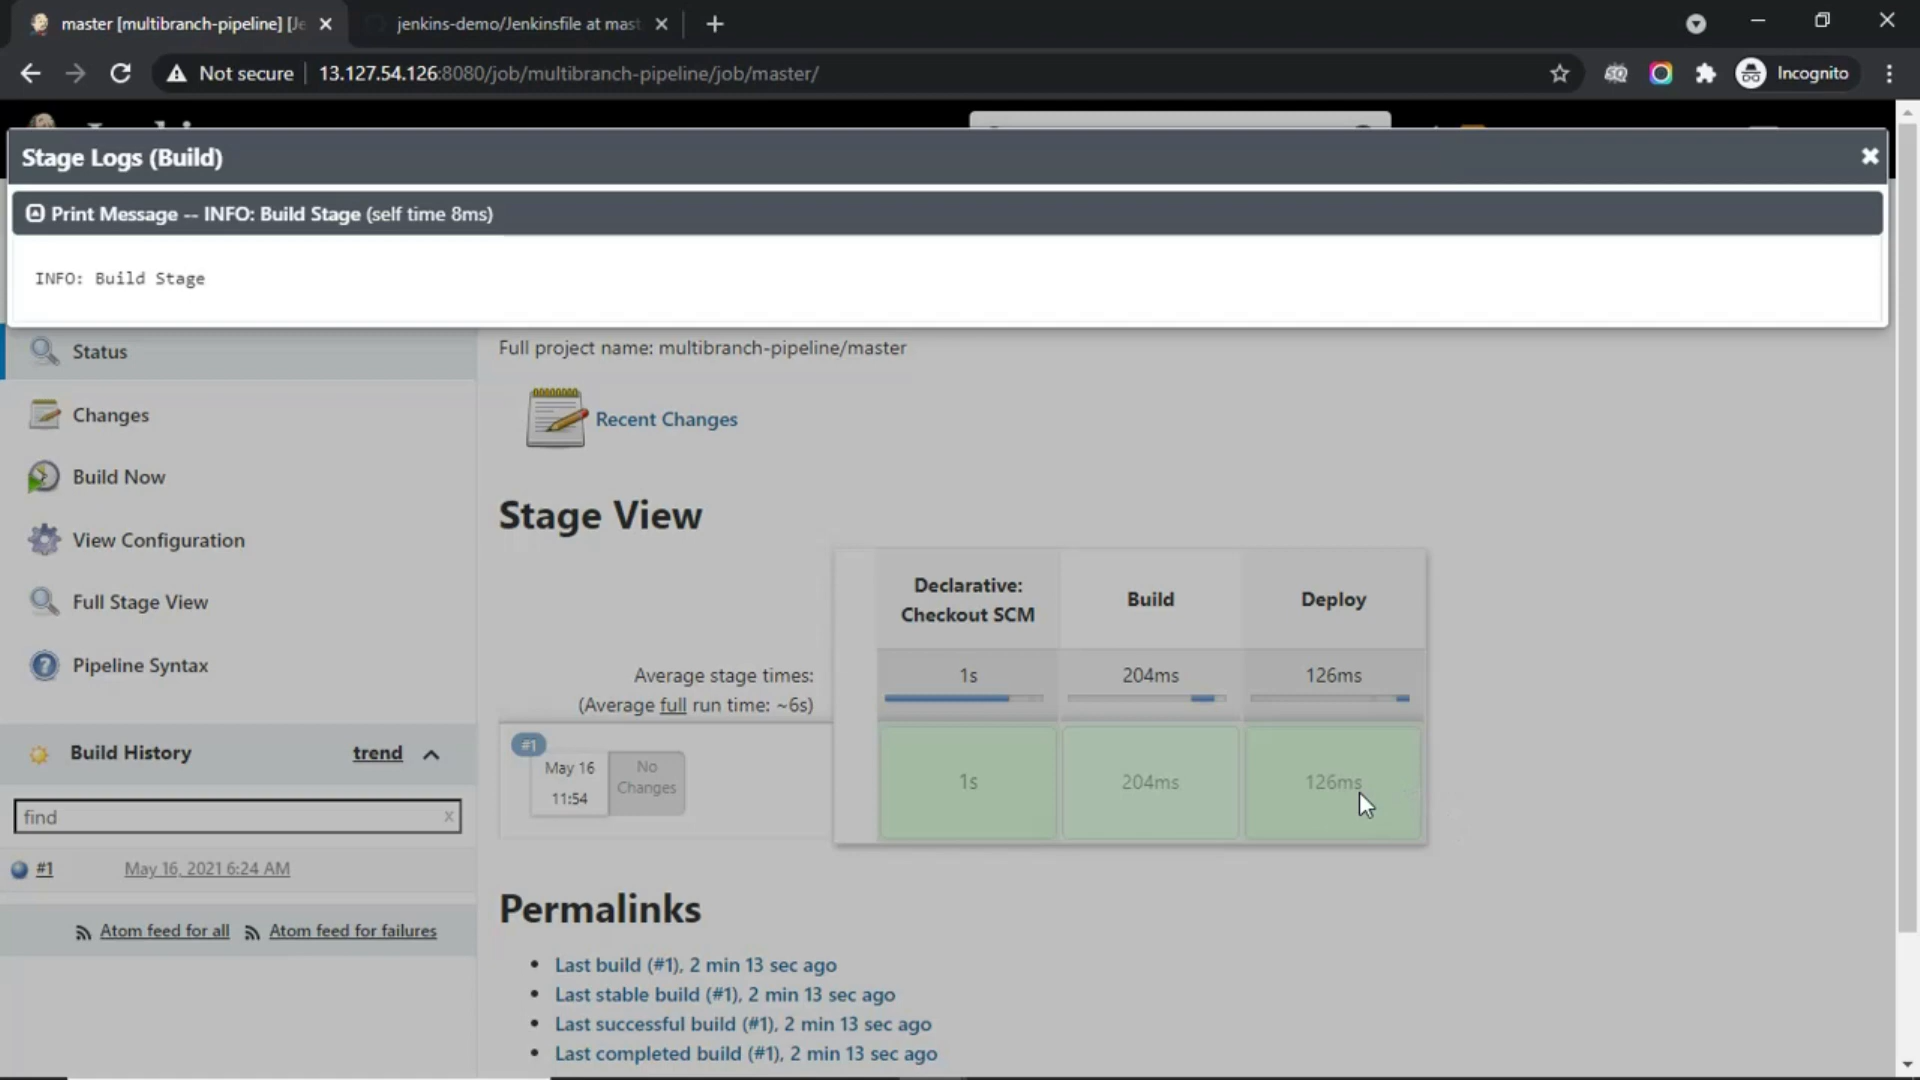 master [multibranch-pipeline] [Je
jenkins-demo/Jenkinsfile at mast
Not secure
13.127.54.126:8080/job/multibranch-pipeline/job/master/
Incognito
Stage Logs (Build)
Print Message -- INFO: Build Stage (self time 8ms)
INFO: Build Stage
Status
Changes
Build Now
View Configuration
Full Stage View
Pipeline Syntax
Build History
trend
find
x
#1
May 16, 2021 6:24 AM
Atom feed for all
Atom feed for failures
Full project name: multibranch-pipeline/master
Recent Changes
Stage View
Declarative:
Checkout SCM
Build
Deploy
Average stage times:
(Average full run time: ~6s)
1s
204ms
126ms
#1
May 16
11:54
No
Changes
1s
204ms
126ms
Permalinks
Last build (#1), 2 min 13 sec ago
Last stable build (#1), 2 min 13 sec ago
Last successful build (#1), 2 min 13 sec ago
Last completed build (#1), 2 min 13 sec ago